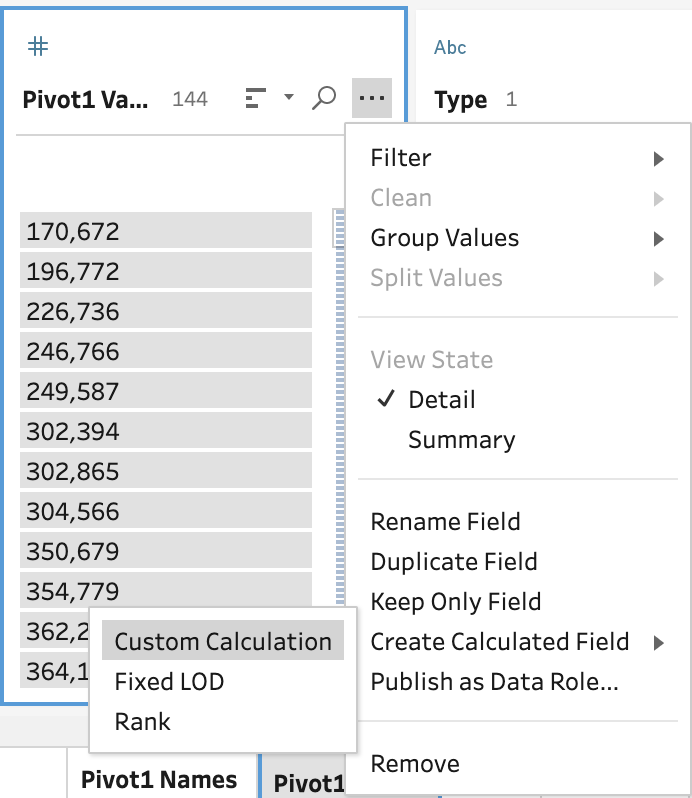 Abc
Pivot1 Va... 144
Type 1
170,672
196,772
226,736
246,766
249,587
302,394
302,865
304,566
350,679
354,779
362,2
364,1
Filter
Clean
Group Values
Split Values
View State
Detail
Summary
Rename Field
Duplicate Field
Keep Only Field
Create Calculated Field
Publish as Data Role...
Remove
Custom Calculation
Fixed LOD
Rank
Pivot1 Names
Pivot1